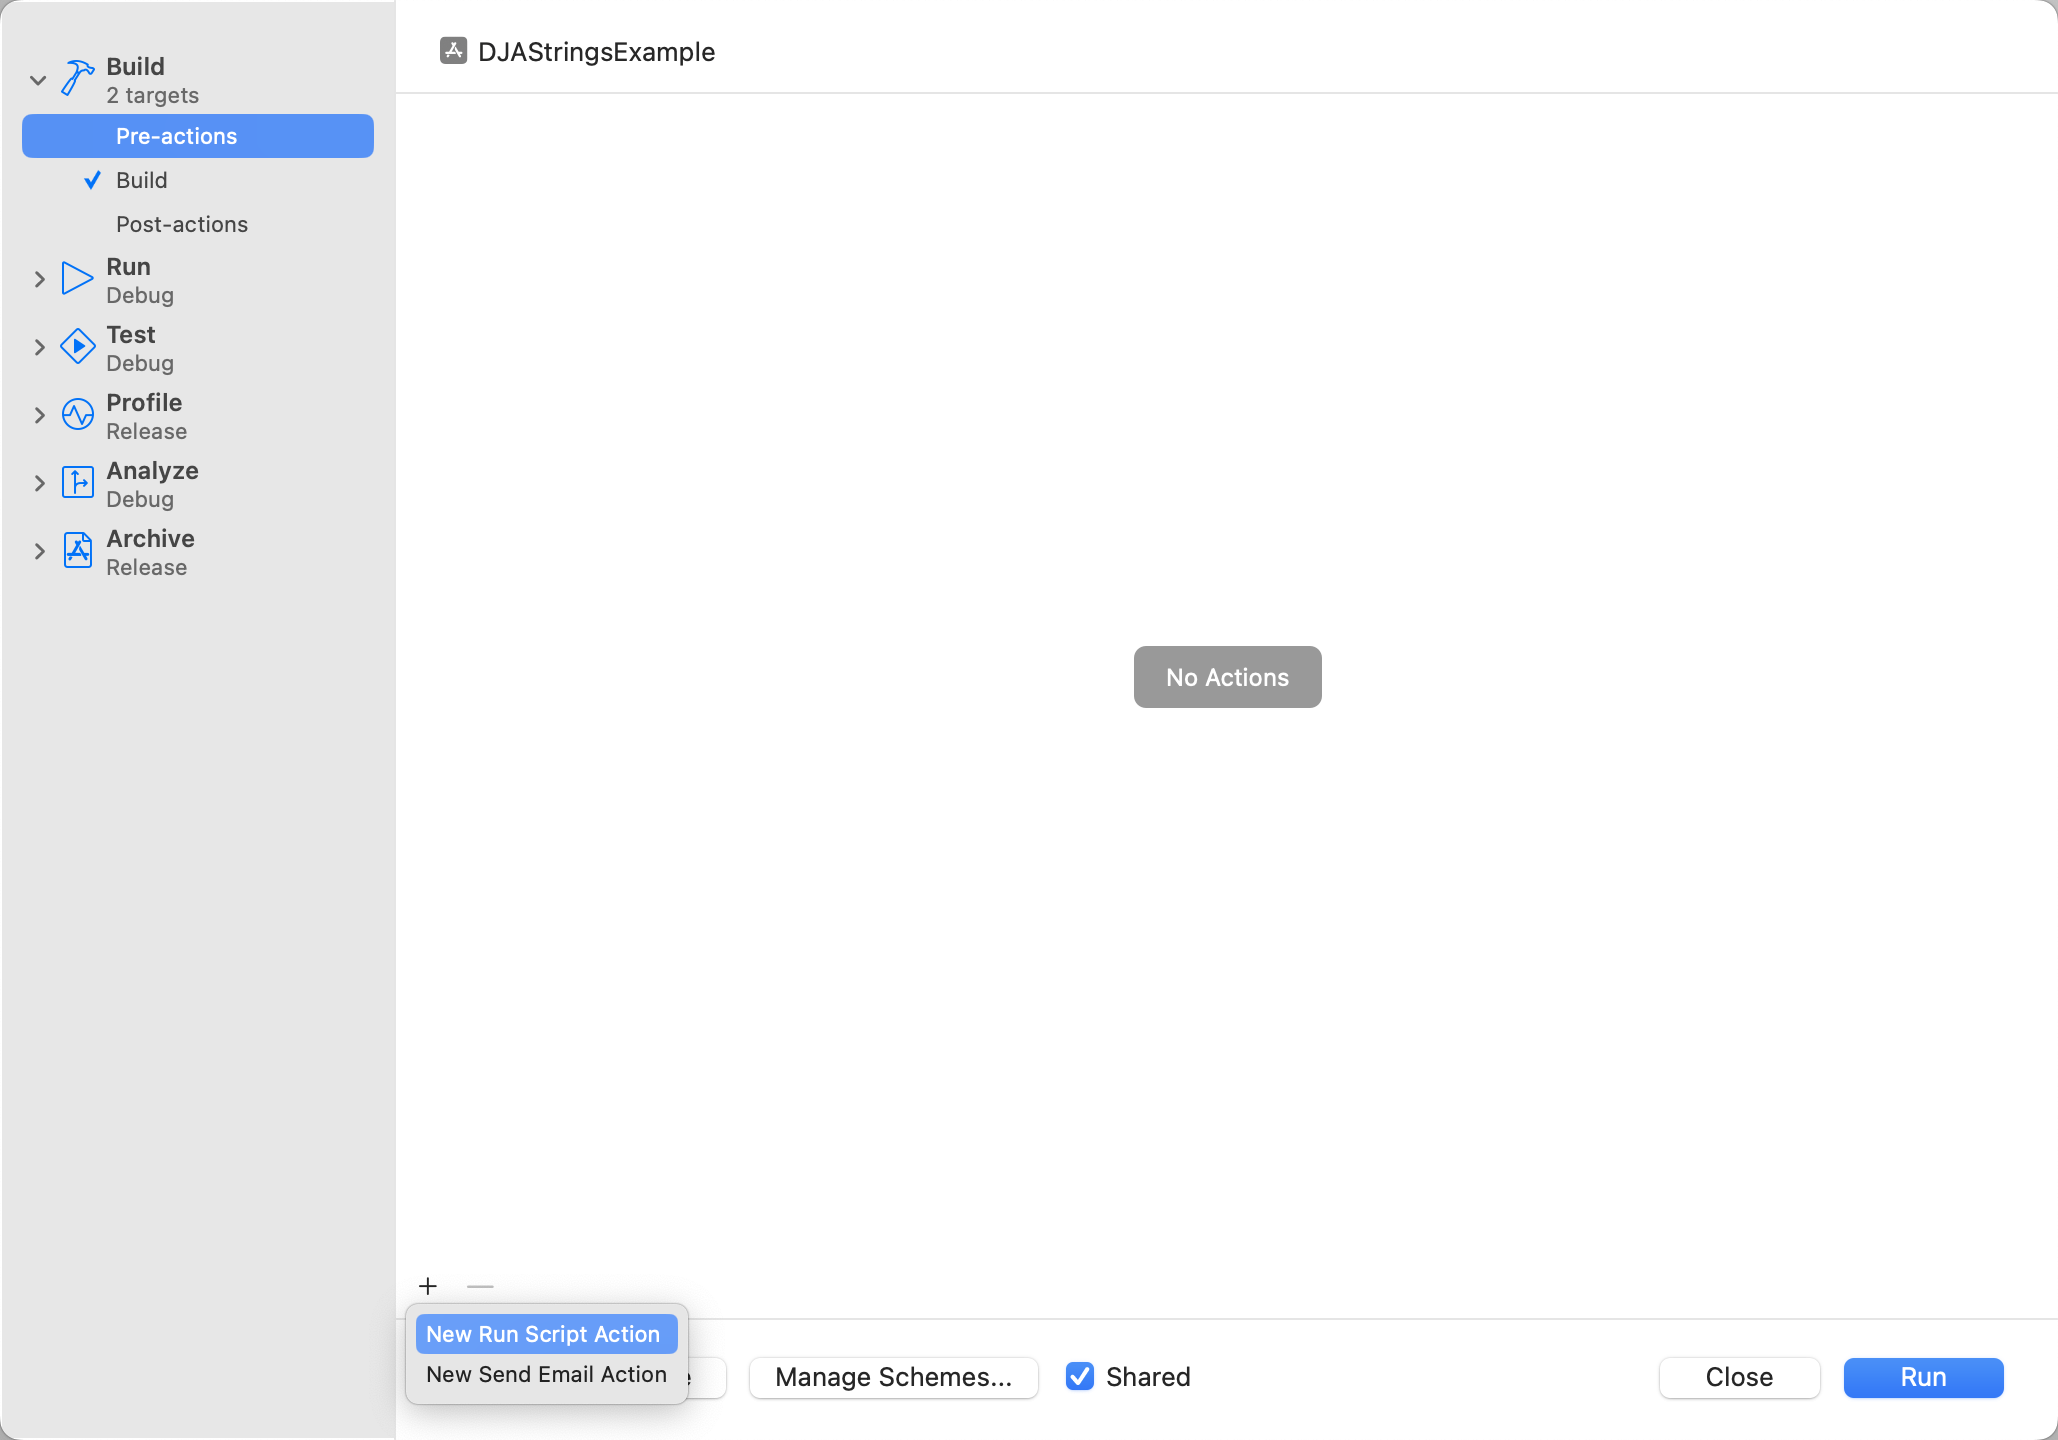 Build
2 targets
Pre-actions
Build
Post-actions
Run
Debug
Test
Debug
Profile
Release
Analyze
Debug
Archive
Release
DJAStringsExample
No Actions
New Run Script Action
New Send Email Action
Manage Schemes...
Shared
Close
Run